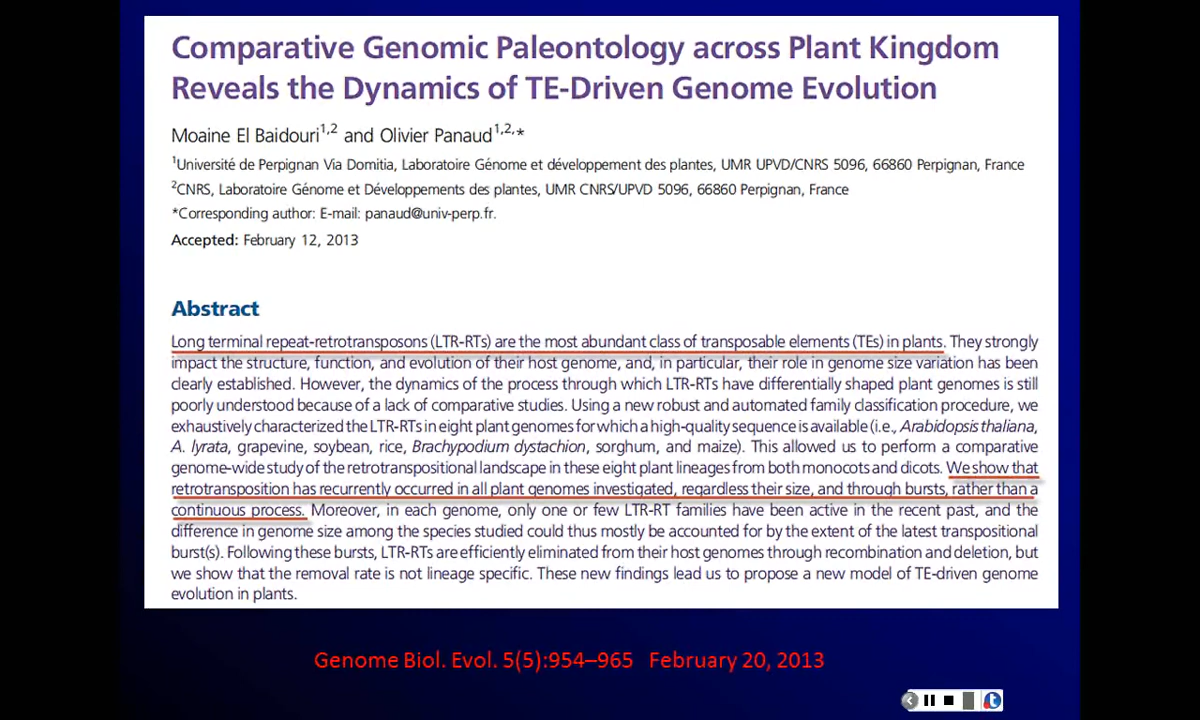 Comparative Genomic Paleontology across Plant Kingdom
Reveals the Dynamics of TE-Driven Genome Evolution
Moaine El Baidouri1,2 and Olivier Panaud1,2,*
1Université de Perpignan Via Domitia, Laboratoire Génome et développement des plantes, UMR UPVD/CNRS 5096, 66860 Perpignan, France
2CNRS, Laboratoire Génome et Développements des plantes, UMR CNRS/UPVD 5096, 66860 Perpignan, France
*Corresponding author: E-mail: panaud@univ-perp.fr.
Accepted: February 12, 2013
Abstract
Long terminal repeat-retrotransposons (LTR-RTs) are the most abundant class of transposable elements (TEs) in plants. They strongly
impact the structure, function, and evolution of their host genome, and, in particular, their role in genome size variation has been
clearly established. However, the dynamics of the process through which LTR-RTs have differentially shaped plant genomes is still
poorly understood because of a lack of comparative studies. Using a new robust and automated family classification procedure, we
exhaustively characterized the LTR-RTs in eight plant genomes for which a high-quality sequence is available (i.e., Arabidopsis thaliana,
A. lyrata, grapevine, soybean, rice, Brachypodium dystachion, sorghum, and maize). This allowed us to perform a comparative
genome-wide study of the retrotranspositional landscape in these eight plant lineages from both monocots and dicots. We show that
retrotransposition has recurrently occurred in all plant genomes investigated, regardless their size, and through bursts, rather than a
continuous process. Moreover, in each genome, only one or few LTR-RT families have been active in the recent past, and the
difference in genome size among the species studied could thus mostly be accounted for by the extent of the latest transpositional
burst(s). Following these bursts, LTR-RTs are efficiently eliminated from their host genomes through recombination and deletion, but
we show that the removal rate is not lineage specific. These new findings lead us to propose a new model of TE-driven genome
evolution in plants.
Genome Biol. Evol. 5(5):954–965 February 20, 2013